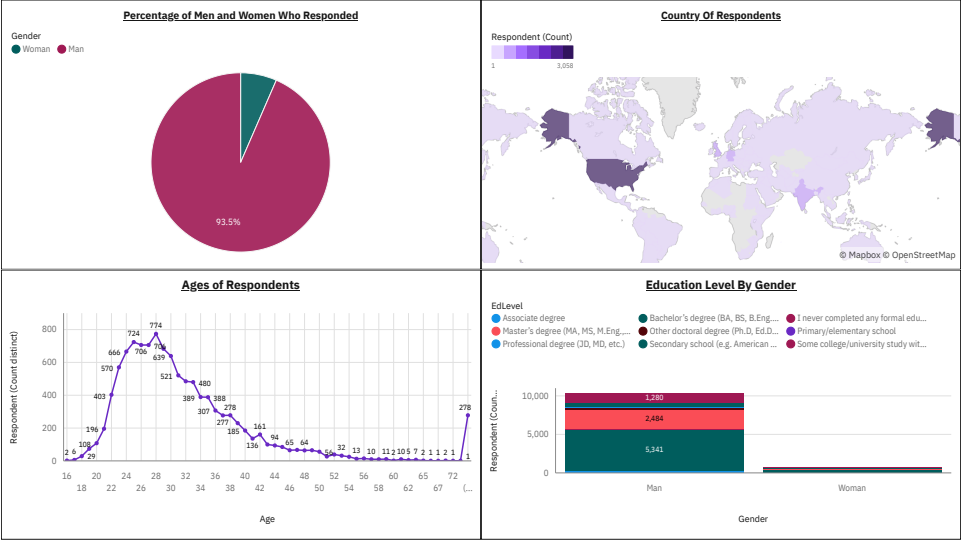 Percentage of Men and Women Who Responded
Gender
Woman Man
93.5%
Country Of Respondents
Respondent (Count)
1 3,058
© Mapbox © OpenStreetMap
Ages of Respondents
Respondent (Count distinct)
800
600
400
200
0
2 6 29 108 196 403 570 666 724 706 774 706 639 521 389 480 307 388 277 278 185 136 161 94 65 64 56 32 13 10 11 2 10 5 7 2 1 1 2 1 278 1
16 20 24 28 32 36 40 44 48 52 56 60 65 72
18 22 26 30 34 38 42 46 50 54 58 62 67 (...
Age
Education Level By Gender
EdLevel
Associate degree Bachelor's degree (BA, BS, B.Eng.... I never completed any formal edu...
Master's degree (MA, MS, M.Eng.,... Other doctoral degree (Ph.D, Ed.D... Primary/elementary school
Professional degree (JD, MD, etc.) Secondary school (e.g. American ... Some college/university study wit...
Respondent (Coun...
10,000
5,000
0
1,280
2,484
5,341
Man Woman
Gender